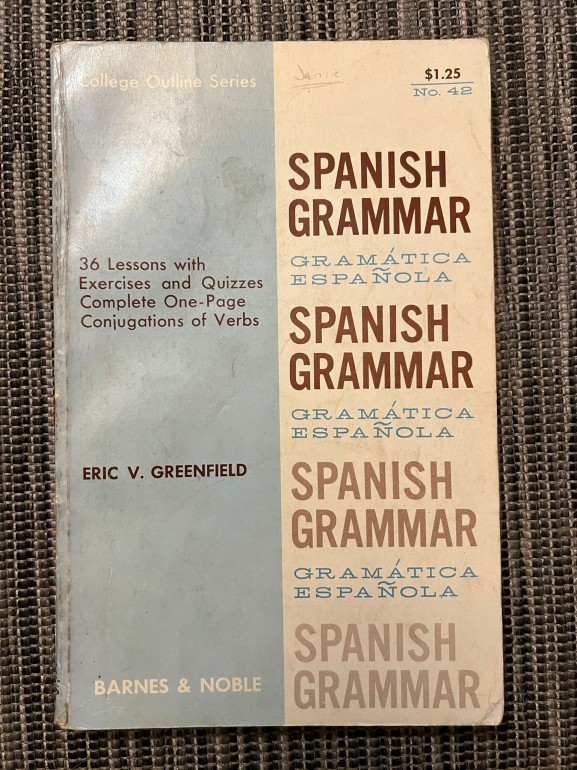 College Outline Series
$1.25
No. 42
SPANISH
GRAMMAR
GRAMÁTICA
ESPAÑOLA
36 Lessons with
Exercises and Quizzes
Complete One-Page
Conjugations of Verbs
SPANISH
GRAMMAR
GRAMÁTICA
ESPAÑOLA
ERIC V. GREENFIELD
SPANISH
GRAMMAR
GRAMÁTICA
ESPAÑOLA
SPANISH
GRAMMAR
BARNES & NOBLE